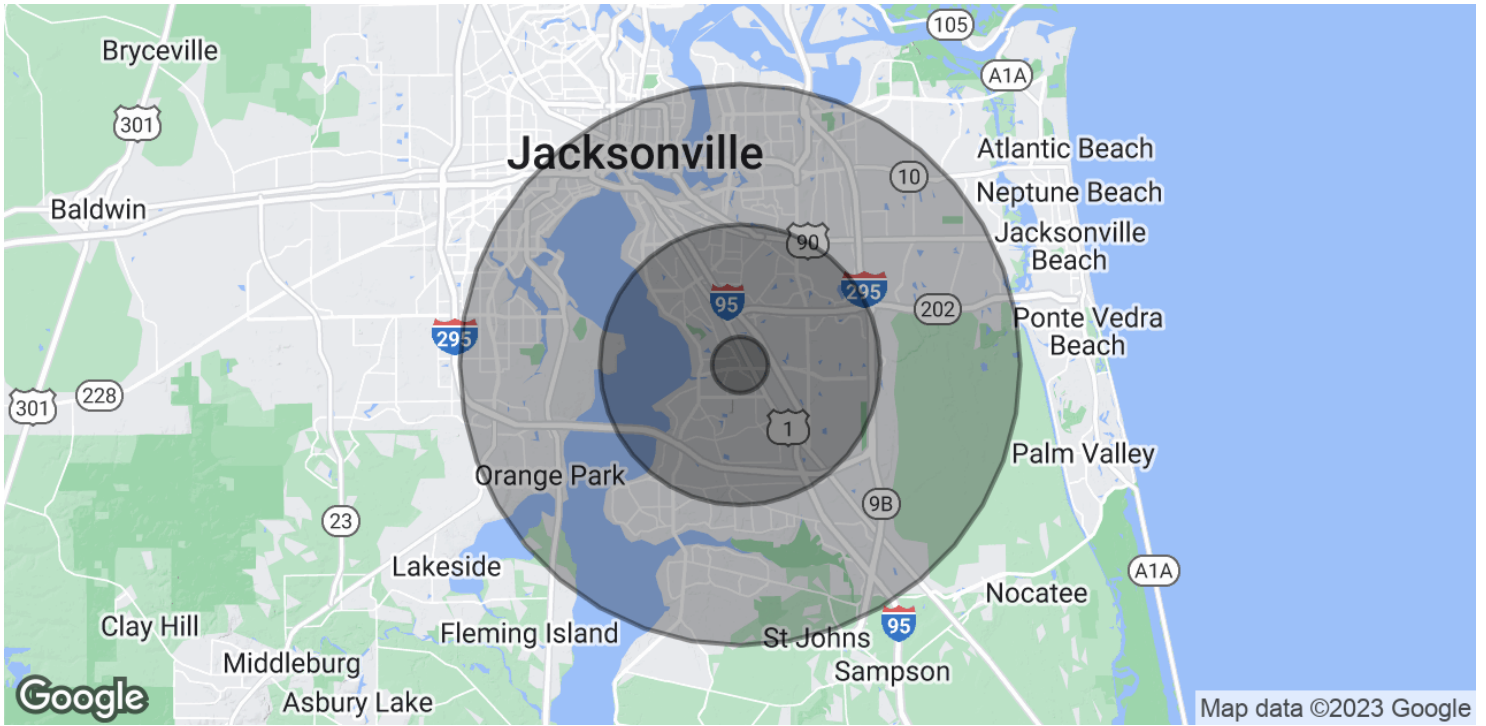 105
Bryceville
A1A
301
Jacksonville
Atlantic Beach
10
Neptune Beach
Baldwin
Jacksonville
Beach
90
295
95
202
Ponte Vedra
Beach
295
228
301
1
Palm Valley
Orange Park
9B
23
Lakeside
A1A
Nocatee
Clay Hill
95
Fleming Island
St Johns
Middleburg
Sampson
Asbury Lake
Google
Map data ©2023 Google